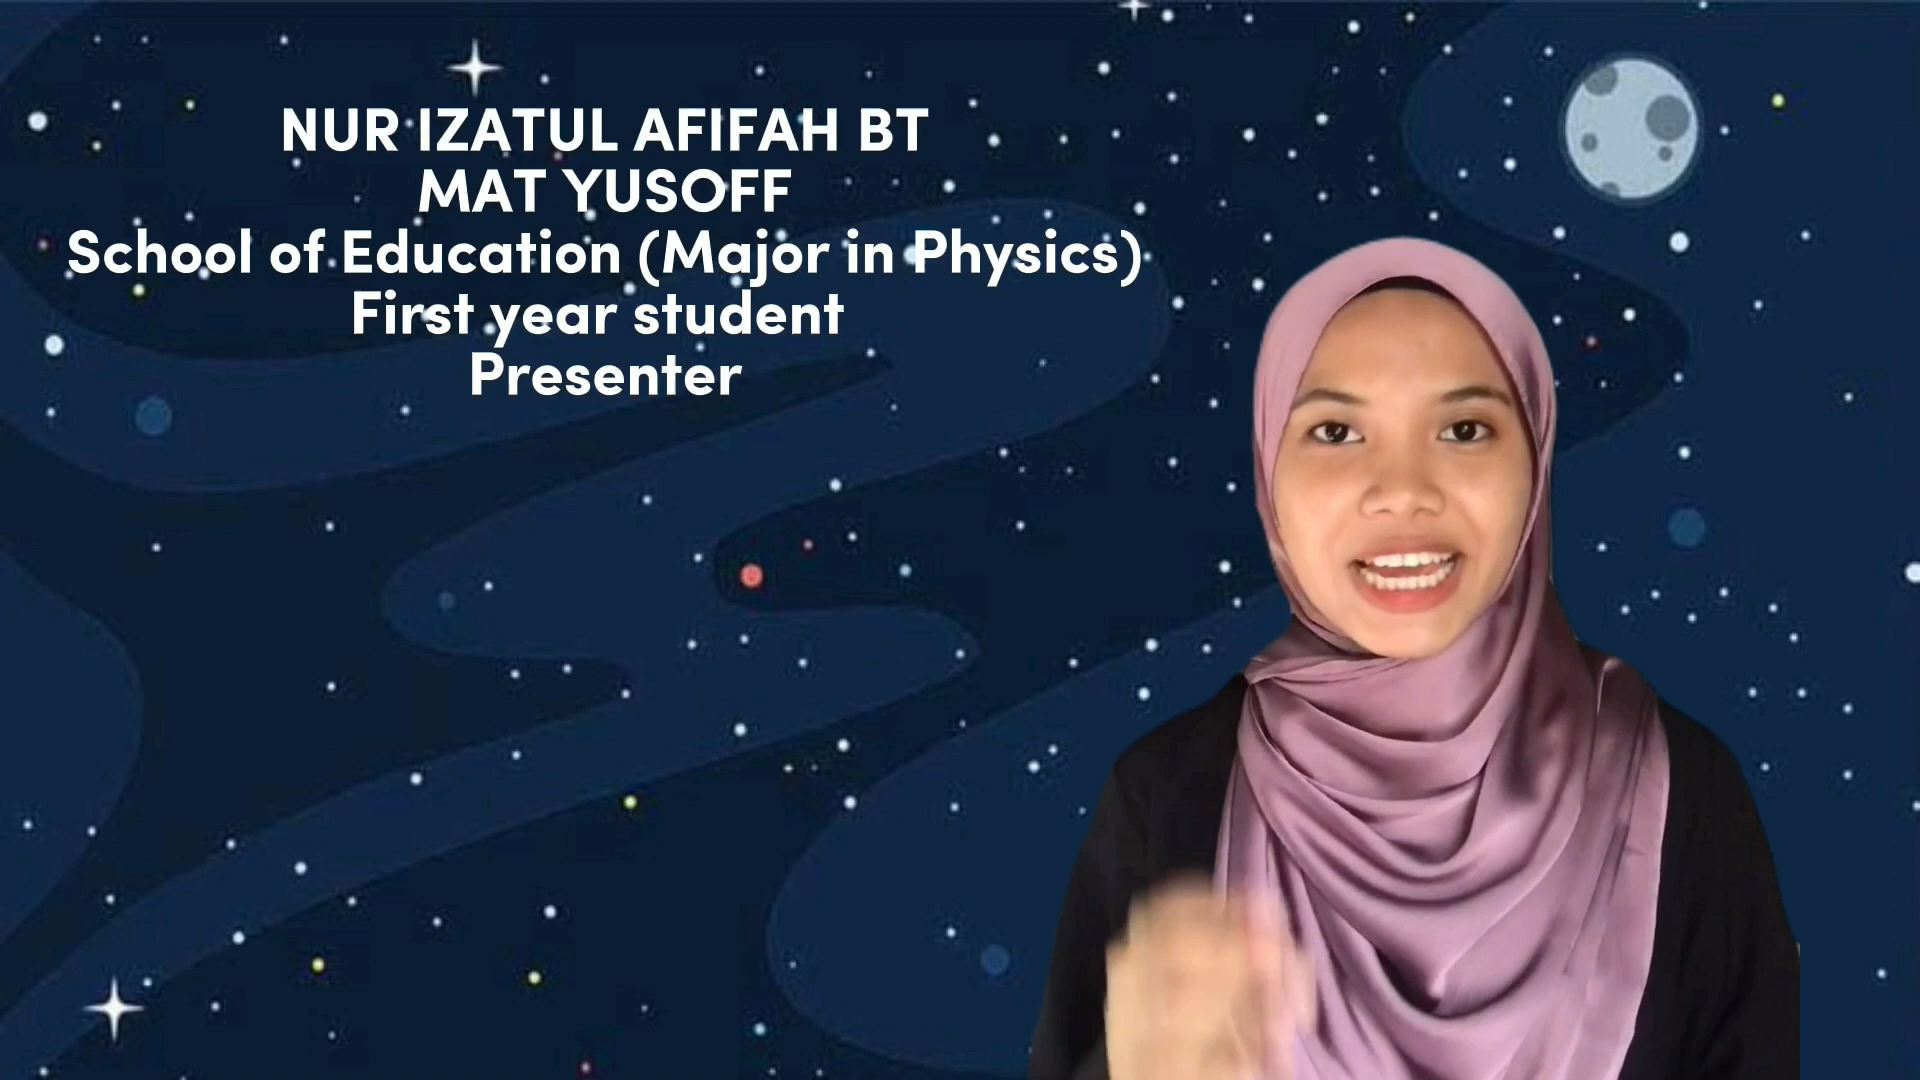 NUR IZATUL AFIFAH BT
MAT YUSOFF
School of Education (Major in Physics)
First year student
Presenter